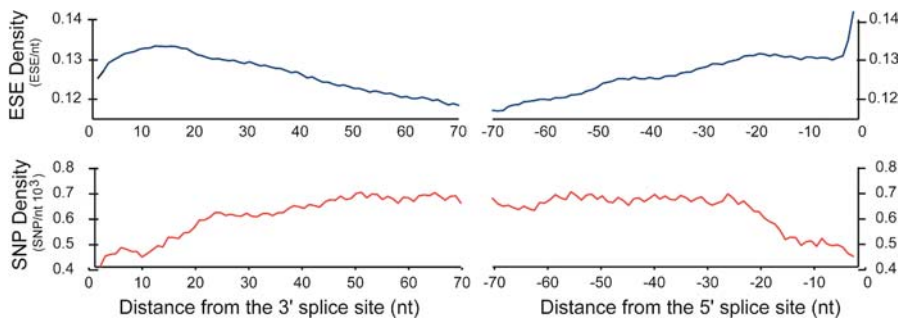 ESE Density
(ESE/nt)
0.14
0.13
0.12
0 10 20 30 40 50 60 70
-70 -60 -50 -40 -30 -20 -10 0
0.14
0.13
0.12
SNP Density
(SNP/nt 10^3)
0.8
0.7
0.6
0.5
0.4
0 10 20 30 40 50 60 70
-70 -60 -50 -40 -30 -20 -10 0
0.8
0.7
0.6
0.5
0.4
Distance from the 3' splice site (nt)
Distance from the 5' splice site (nt)